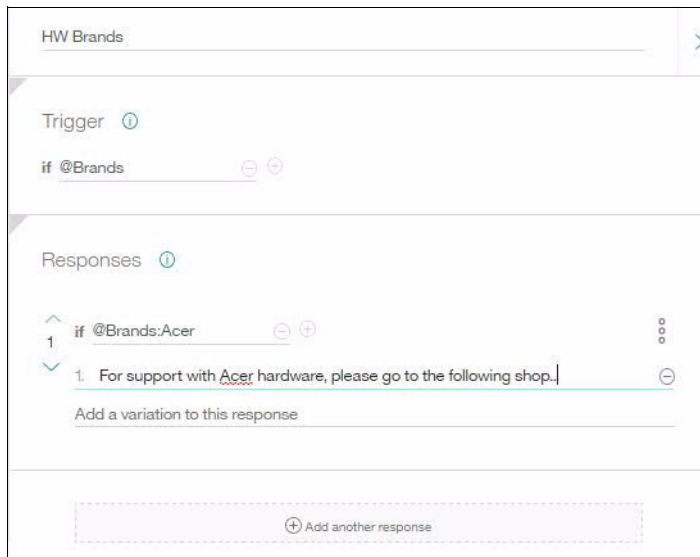 HW Brands
Trigger
if @Brands
Responses
1
if @Brands:Acer
1. For support with Acer hardware, please go to the following shop..
Add a variation to this response
Add another response